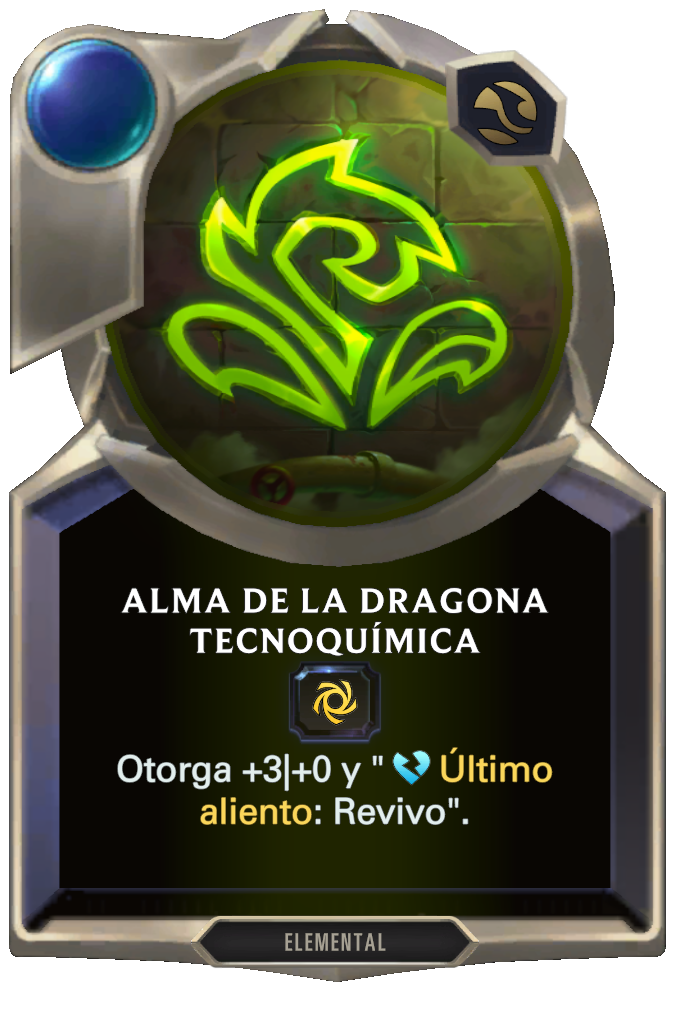 ALMA DE LA DRAGONA
TECNOQUÍMICA
Otorga +3|+0 y " Último
aliento: Revivo".
ELEMENTAL